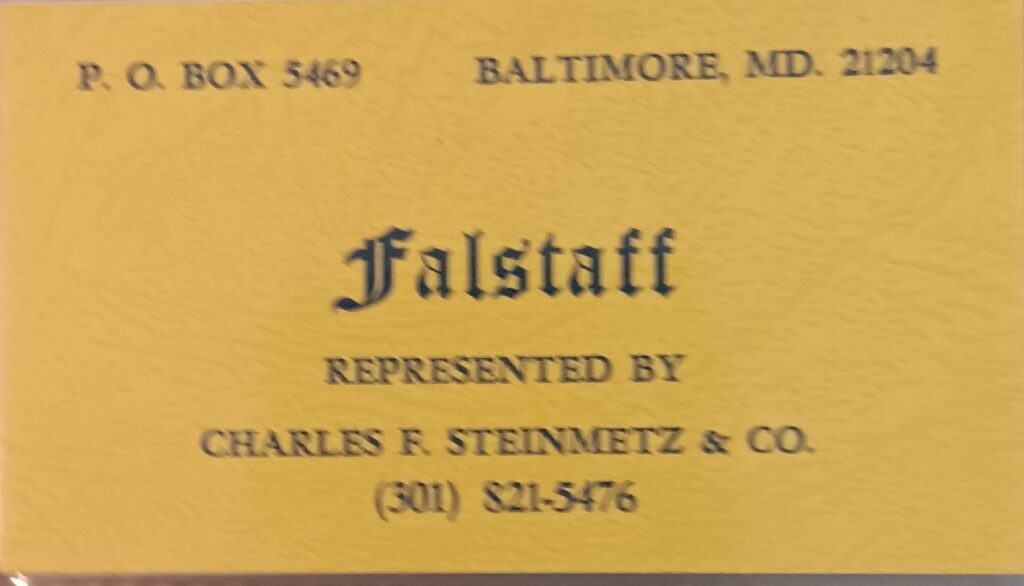 P. O. BOX 5469 BALTIMORE, MD. 21204
Falstaff
REPRESENTED BY
CHARLES F. STEINMETZ & CO.
(301) 821-5476